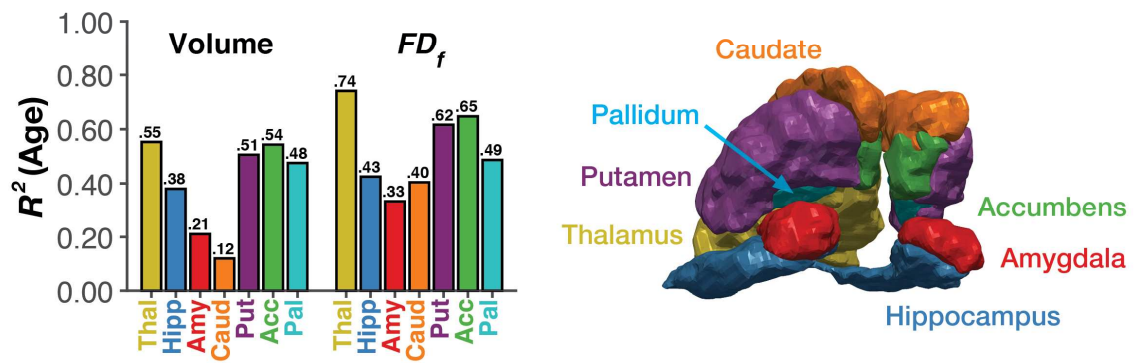 1.00
0.80
0.60
0.40
0.20
0.00
R² (Age)
Volume
.55
.38
.21
.12
.51
.54
.48
Thal
Hipp
Amy
Caud
Put
Acc
Pal
FDf
.74
.43
.33
.40
.62
.65
.49
Thal
Hipp
Amy
Caud
Put
Acc
Pal
Caudate
Pallidum
Putamen
Thalamus
Accumbens
Amygdala
Hippocampus